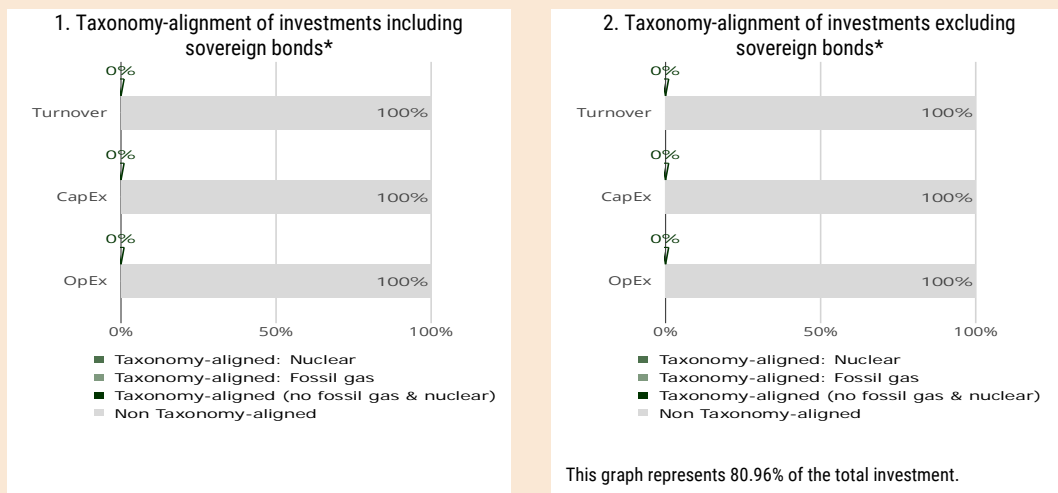 1. Taxonomy-alignment of investments including
sovereign bonds*
0%
Turnover
100%
0%
CapEx
100%
0%
OpEx
100%
0%
50%
100%
Taxonomy-aligned: Nuclear
Taxonomy-aligned: Fossil gas
Taxonomy-aligned (no fossil gas & nuclear)
Non Taxonomy-aligned
2. Taxonomy-alignment of investments excluding
sovereign bonds*
0%
Turnover
100%
0%
CapEx
100%
0%
OpEx
100%
0%
50%
100%
Taxonomy-aligned: Nuclear
Taxonomy-aligned: Fossil gas
Taxonomy-aligned (no fossil gas & nuclear)
Non Taxonomy-aligned
This graph represents 80.96% of the total investment.